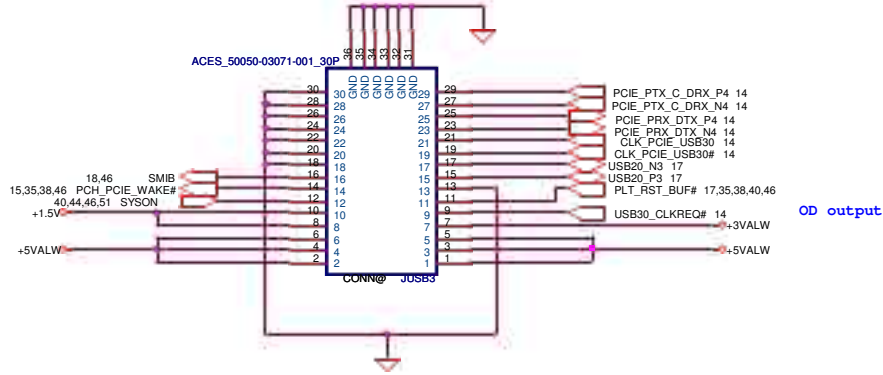 36 35 34 33 32 31
GND GND GND GND GND GND
ACES_50050-03071-001_30P
30 30 29 29 PCIE_PTX_C_DRX_P4 14
28 28 27 27 PCIE_PTX_C_DRX_N4 14
26 26 25 25 PCIE_PRX_DTX_P4 14
24 24 23 23 PCIE_PRX_DTX_N4 14
22 22 21 21 CLK_PCIE_USB30 14
20 20 19 19 CLK_PCIE_USB30# 14
18 18 17 17 USB20_N3 17
18,46 SMIB 16 16 15 15 USB20_P3 17
15,35,38,46 PCH_PCIE_WAKE# 14 14 13 13 PLT_RST_BUF# 17,35,38,40,46
40,44,46,51 SYSON 12 12 11 11
+1.5V 10 10 9 9 USB30_CLKREQ# 14 OD output
8 8 7 7 +3VALW
6 6 5 5
+5VALW 4 4 3 3 +5VALW
2 2 1 1
CONN@ JUSB3